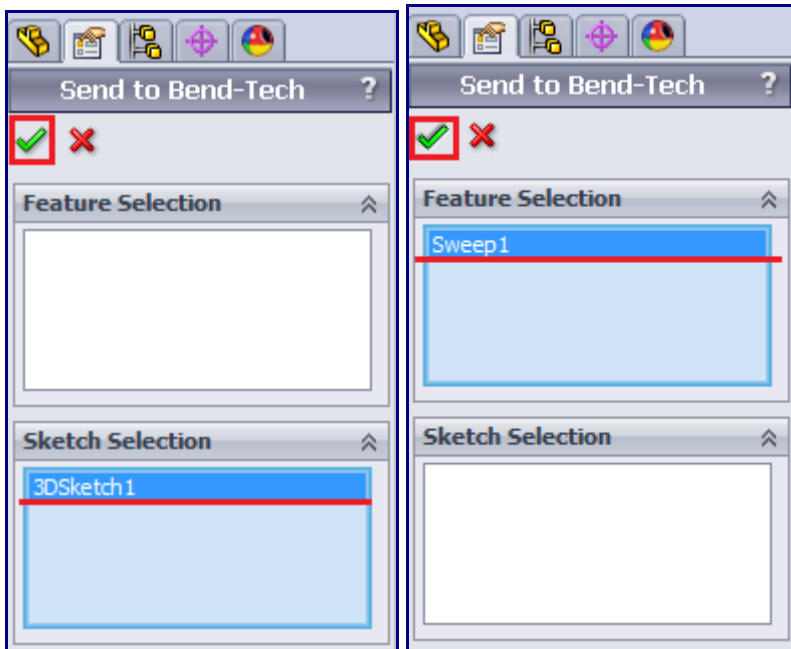 Send to Bend-Tech ?
Feature Selection
Sketch Selection
3DSketch1
Send to Bend-Tech ?
Feature Selection
Sweep1
Sketch Selection